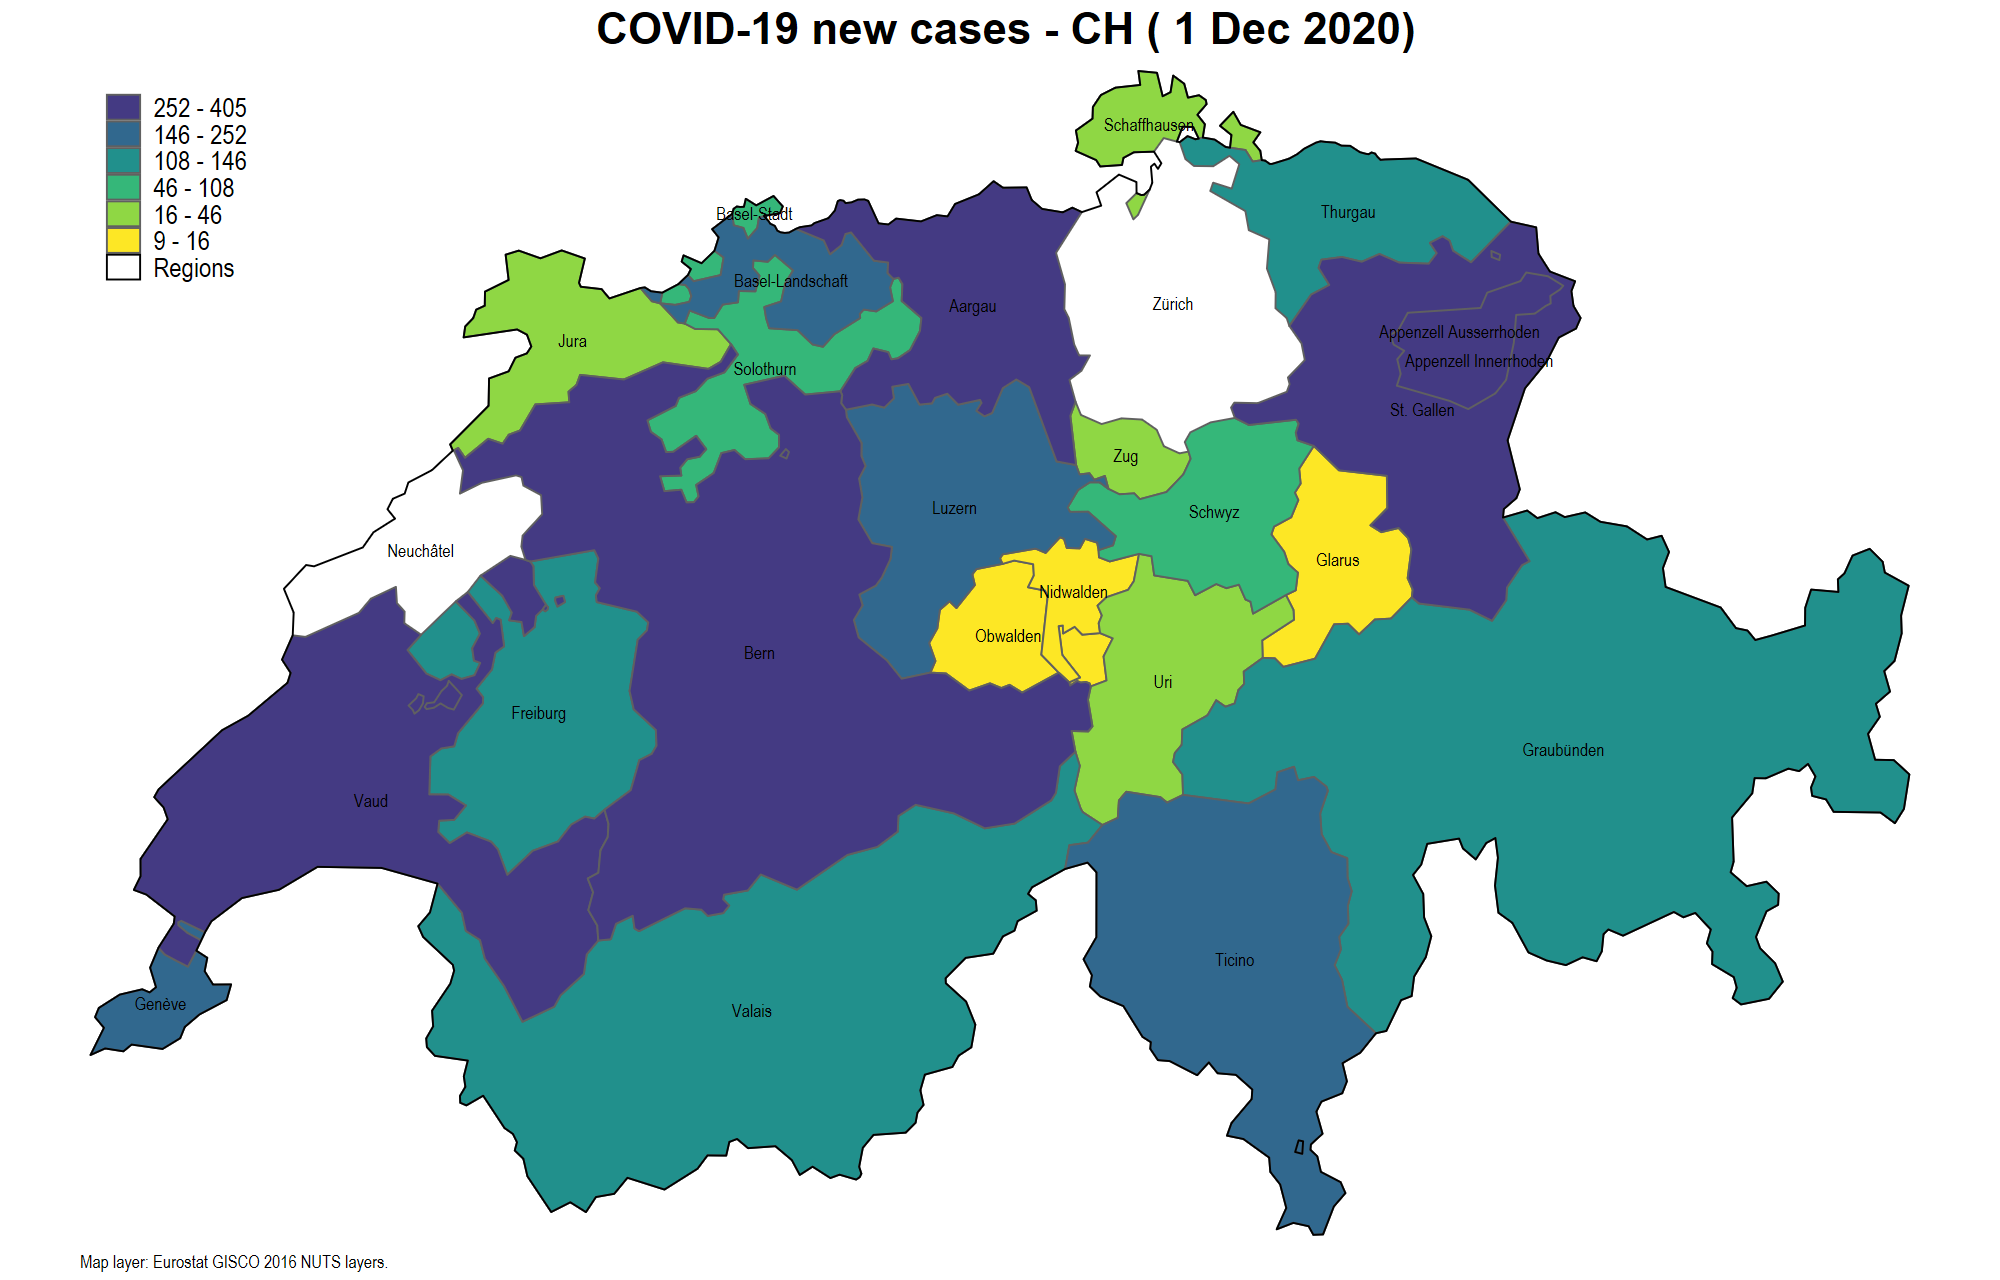 COVID-19 new cases - CH ( 1 Dec 2020)
252 - 405
146 - 252
108 - 146
46 - 108
16 - 46
9 - 16
Regions
Schaffhausen
Basel-Stadt
Thurgau
Basel-Landschaft
Aargau
Zürich
Appenzell Ausserrhoden
Jura
Appenzell Innerrhoden
Solothurn
St. Gallen
Zug
Luzern
Schwyz
Neuchâtel
Glarus
Nidwalden
Obwalden
Bern
Uri
Freiburg
Graubünden
Vaud
Ticino
Genève
Valais
Map layer: Eurostat GISCO 2016 NUTS layers.